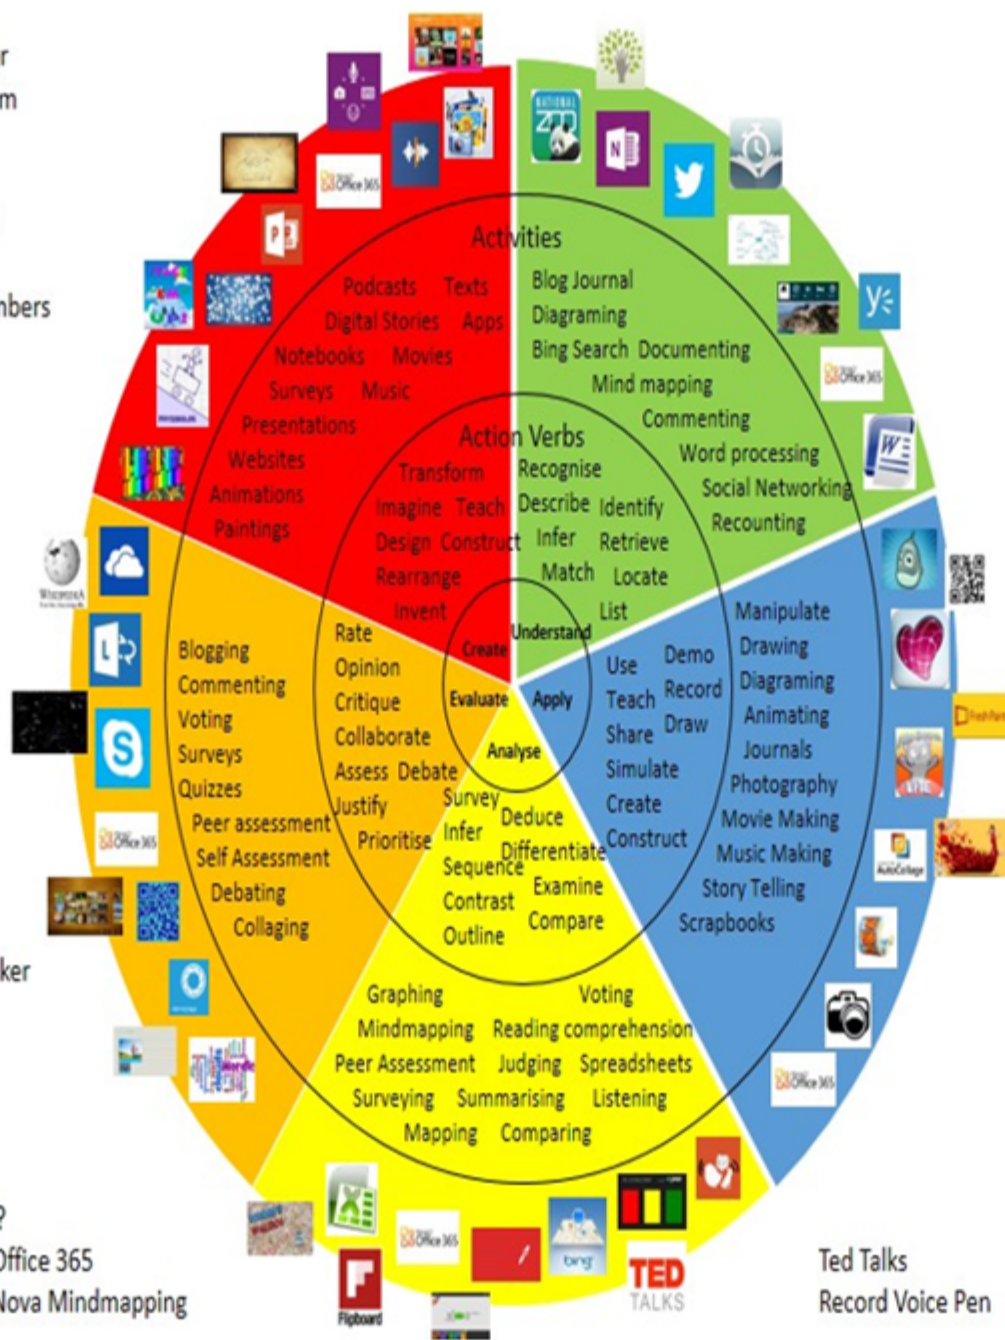 r
m
nbers
ker
?
Office 365
Nova Mindmapping
Ted Talks
Record Voice Pen
Activities
Podcasts Texts
Digital Stories Apps
Notebooks Movies
Surveys Music
Presentations
Websites
Animations
Paintings
Blog Journal
Diagraming
Bing Search Documenting
Mind mapping
Commenting
Word processing
Social Networking
Recounting
Action Verbs
Transform
Imagine Teach
Design Construct
Rearrange
Invent
Recognise
Describe Identify
Infer Retrieve
Match Locate
List
Create
Understand
Evaluate
Apply
Analyse
Rate
Opinion
Critique
Collaborate
Assess Debate
Justify
Prioritise
Blogging
Commenting
Voting
Surveys
Quizzes
Peer assessment
Self Assessment
Debating
Collaging
Use Demo
Teach Record
Share Draw
Simulate
Create
Construct
Manipulate
Drawing
Diagraming
Animating
Journals
Photography
Movie Making
Music Making
Story Telling
Scrapbooks
Survey Deduce
Infer Differentiate
Sequence Examine
Contrast Compare
Outline
Graphing Voting
Mindmapping Reading comprehension
Peer Assessment Judging Spreadsheets
Surveying Summarising Listening
Mapping Comparing
NATIONAL
ZOO
N
Office 365
P
Office 365
W
WIKIPEDIA
L
S
Office 365
Wordle
X
Office 365
Flipboard
bing
TED
TALKS
Office 365
AutoCollage
Fresh Paint